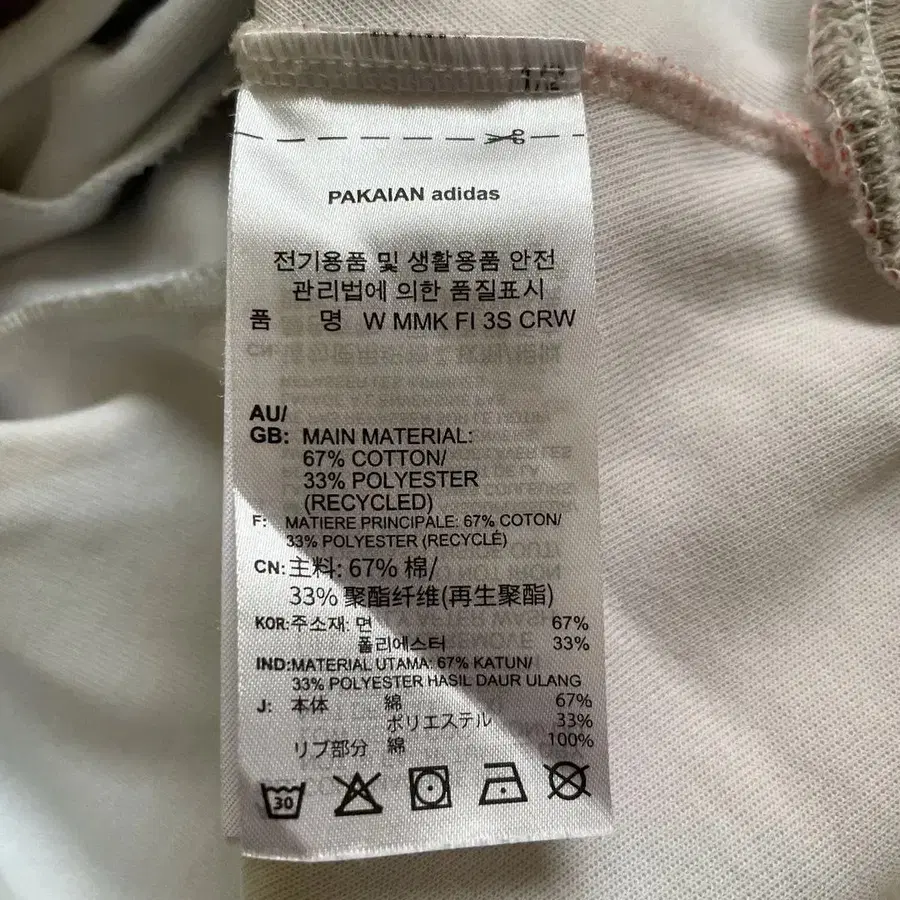 PAKAIAN adidas
전기용품 및 생활용품 안전
관리법에 의한 품질표시
품 명 W MMK FI 3S CRW
AU/
GB: MAIN MATERIAL:
67% COTTON/
33% POLYESTER
(RECYCLED)
F: MATIERE PRINCIPALE: 67% COTON/
33% POLYESTER (RECYCLÉ)
CN: 主料: 67% 棉/
33% 聚酯纤维(再生聚酯)
KOR: 주소재: 면 67%
폴리에스터 33%
IND: MATERIAL UTAMA: 67% KATUN/
33% POLYESTER HASIL DAUR ULANG
J: 本体 綿 67%
ポリエステル 33%
リブ部分 綿 100%
30